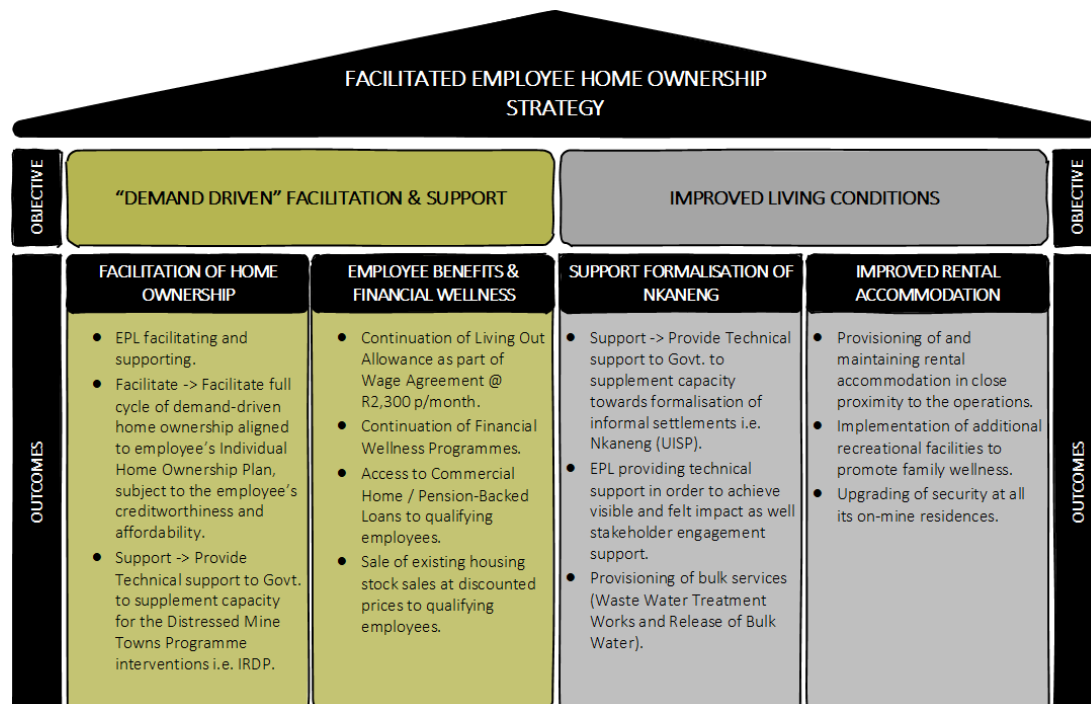 FACILITATED EMPLOYEE HOME OWNERSHIP
STRATEGY
OBJECTIVE
“DEMAND DRIVEN” FACILITATION & SUPPORT
IMPROVED LIVING CONDITIONS
OBJECTIVE
OUTCOMES
FACILITATION OF HOME
OWNERSHIP
● EPL facilitating and
supporting.
● Facilitate -> Facilitate full
cycle of demand-driven
home ownership aligned
to employee’s Individual
Home Ownership Plan,
subject to the employee’s
creditworthiness and
affordability.
● Support -> Provide
Technical support to Govt.
to supplement capacity
for the Distressed Mine
Towns Programme
interventions i.e. IRDP.
EMPLOYEE BENEFITS &
FINANCIAL WELLNESS
● Continuation of Living Out
Allowance as part of
Wage Agreement @
R2,300 p/month.
● Continuation of Financial
Wellness Programmes.
● Access to Commercial
Home / Pension-Backed
Loans to qualifying
employees.
● Sale of existing housing
stock sales at discounted
prices to qualifying
employees.
SUPPORT FORMALISATION OF
NKANENG
● Support -> Provide Technical
support to Govt. to
supplement capacity
towards formalisation of
informal settlements i.e.
Nkaneng (UISP).
● EPL providing technical
support in order to achieve
visible and felt impact as well
stakeholder engagement
support.
● Provisioning of bulk services
(Waste Water Treatment
Works and Release of Bulk
Water).
IMPROVED RENTAL
ACCOMMODATION
● Provisioning of and
maintaining rental
accommodation in close
proximity to the operations.
● Implementation of additional
recreational facilities to
promote family wellness.
● Upgrading of security at all
its on-mine residences.
OUTCOMES